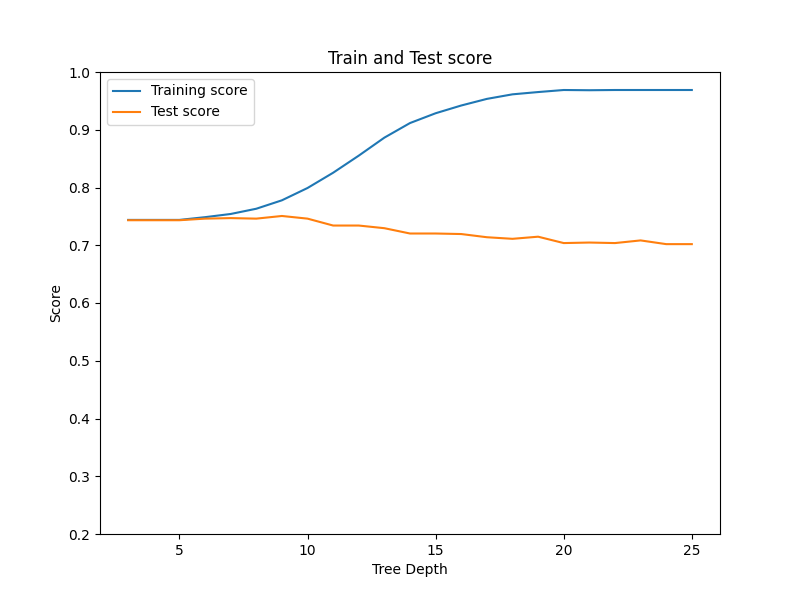 Train and Test score
Training score
Test score
1.0
0.9
0.8
0.7
0.6
0.5
0.4
0.3
0.2
Score
5 10 15 20 25
Tree Depth